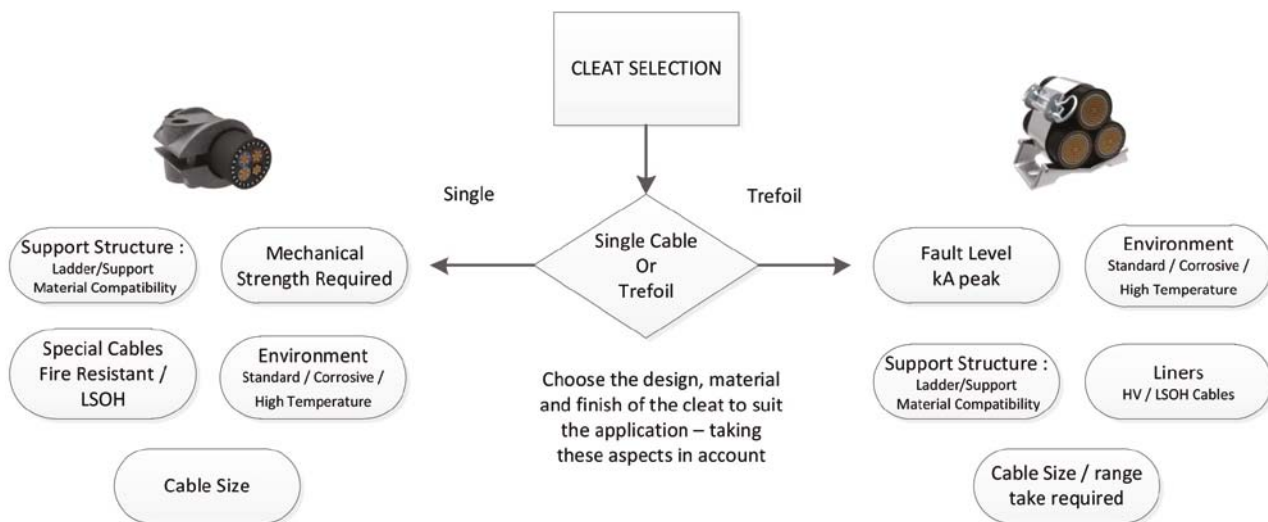 CLEAT SELECTION
Single
Trefoil
Single Cable
Or
Trefoil
Support Structure :
Ladder/Support
Material Compatibility
Mechanical
Strength Required
Special Cables
Fire Resistant /
LSOH
Environment
Standard / Corrosive /
High Temperature
Cable Size
Choose the design, material
and finish of the cleat to suit
the application – taking
these aspects in account
Fault Level
kA peak
Environment
Standard / Corrosive /
High Temperature
Support Structure :
Ladder/Support
Material Compatibility
Liners
HV / LSOH Cables
Cable Size / range
take required